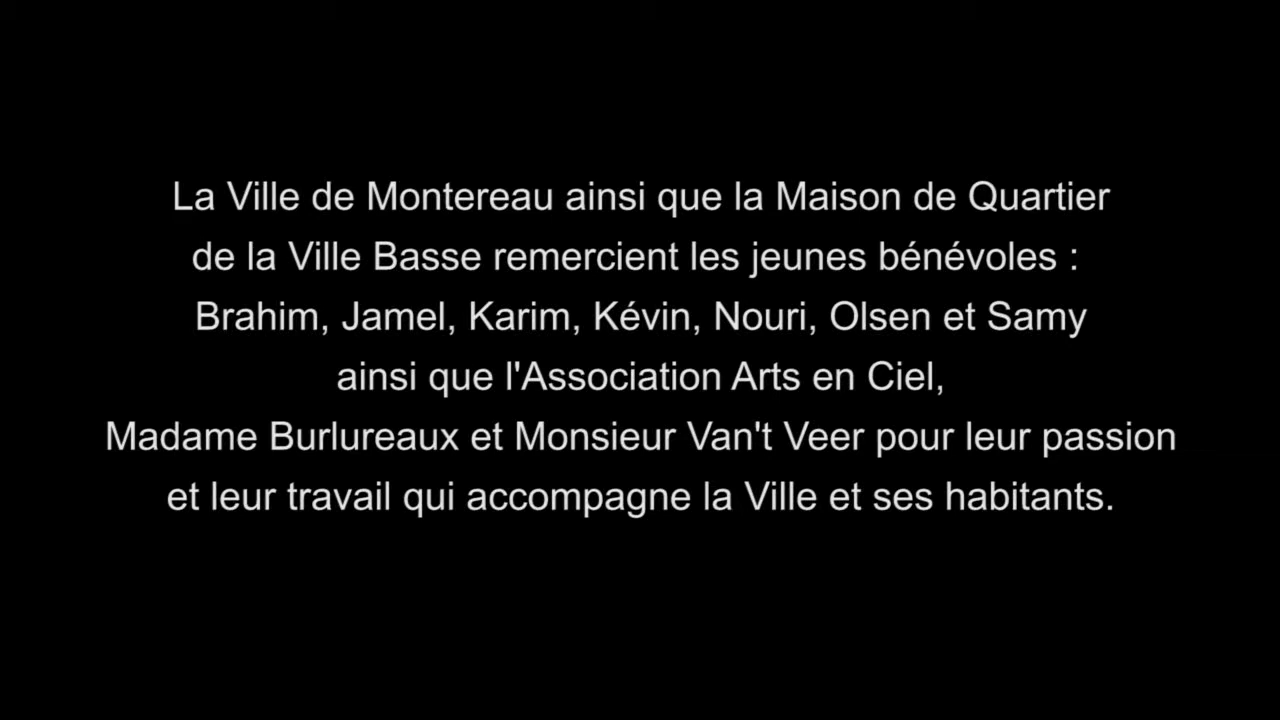 La Ville de Montereau ainsi que la Maison de Quartier
de la Ville Basse remercient les jeunes bénévoles :
Brahim, Jamel, Karim, Kévin, Nouri, Olsen et Samy
ainsi que l'Association Arts en Ciel,
Madame Burlureaux et Monsieur Van't Veer pour leur passion
et leur travail qui accompagne la Ville et ses habitants.